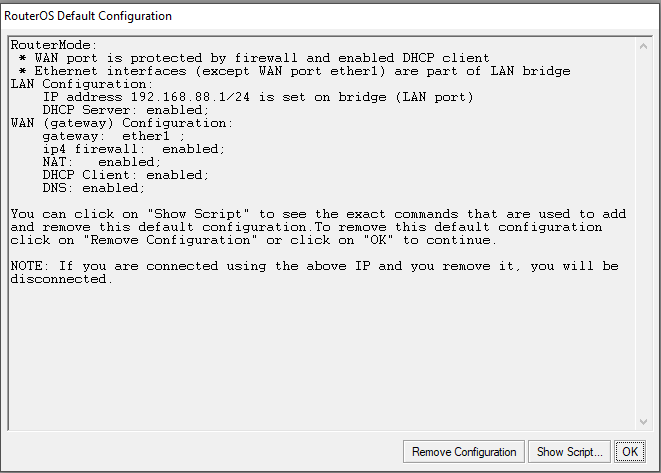 RouterOS Default Configuration
RouterMode:
* WAN port is protected by firewall and enabled DHCP client
* Ethernet interfaces (except WAN port ether1) are part of LAN bridge
LAN Configuration:
IP address 192.168.88.1/24 is set on bridge (LAN port)
DHCP Server: enabled;
WAN (gateway) Configuration:
gateway:  ether1 ;
ip4 firewall:  enabled;
NAT:   enabled;
DHCP Client: enabled;
DNS: enabled;
You can click on "Show Script" to see the exact commands that are used to add
and remove this default configuration.To remove this default configuration
click on "Remove Configuration" or click on "OK" to continue.
NOTE: If you are connected using the above IP and you remove it, you will be
disconnected.
Remove Configuration
Show Script...
OK